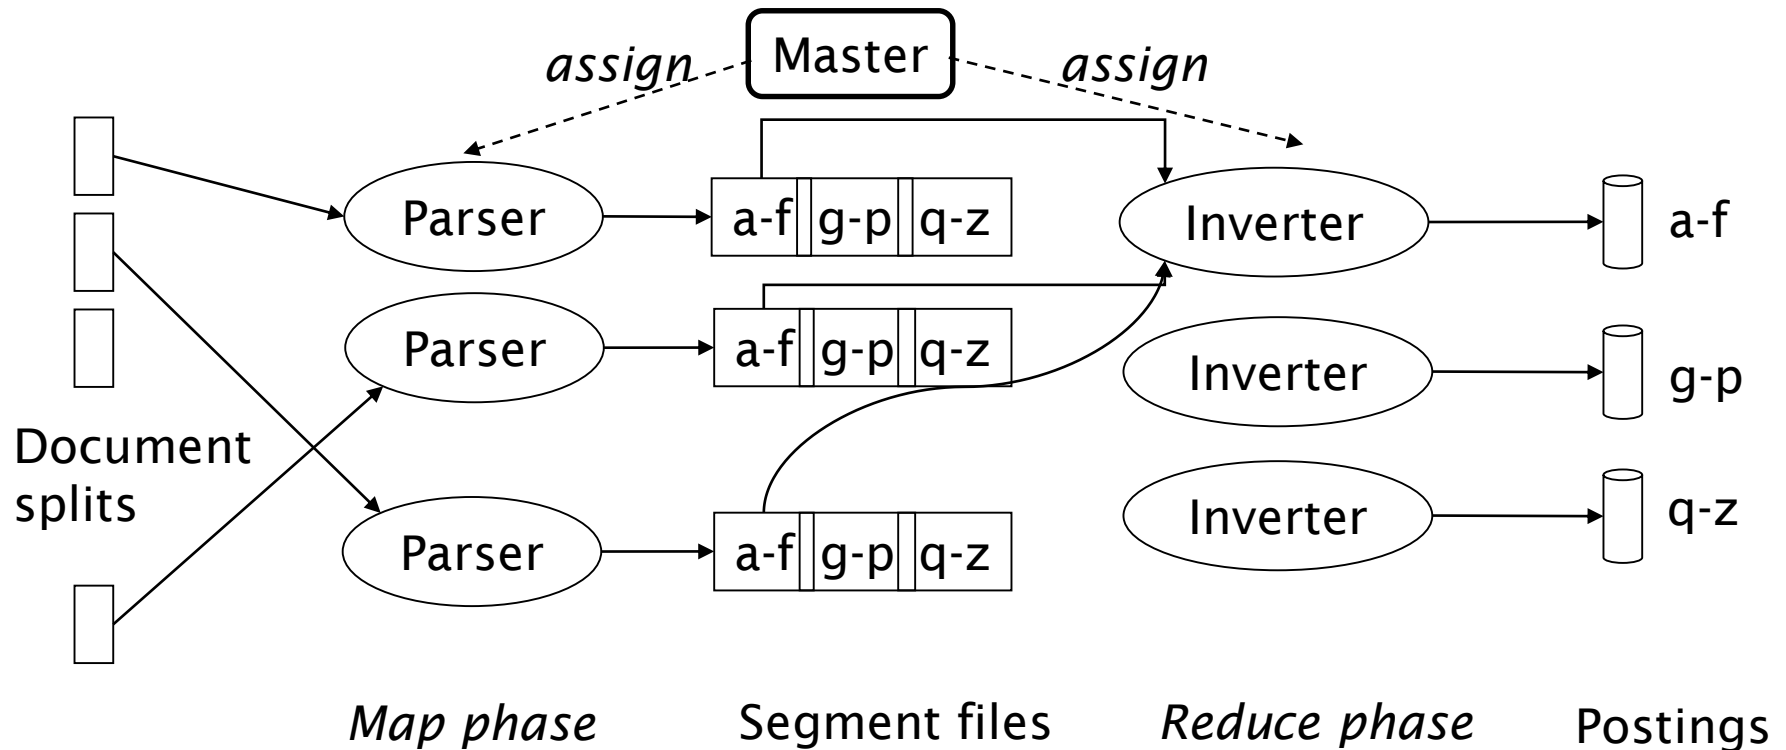 Master
assign
assign
Parser
a-f g-p q-z
Inverter
a-f
Parser
a-f g-p q-z
Inverter
g-p
Document
splits
Parser
a-f g-p q-z
Inverter
q-z
Map phase
Segment files
Reduce phase
Postings